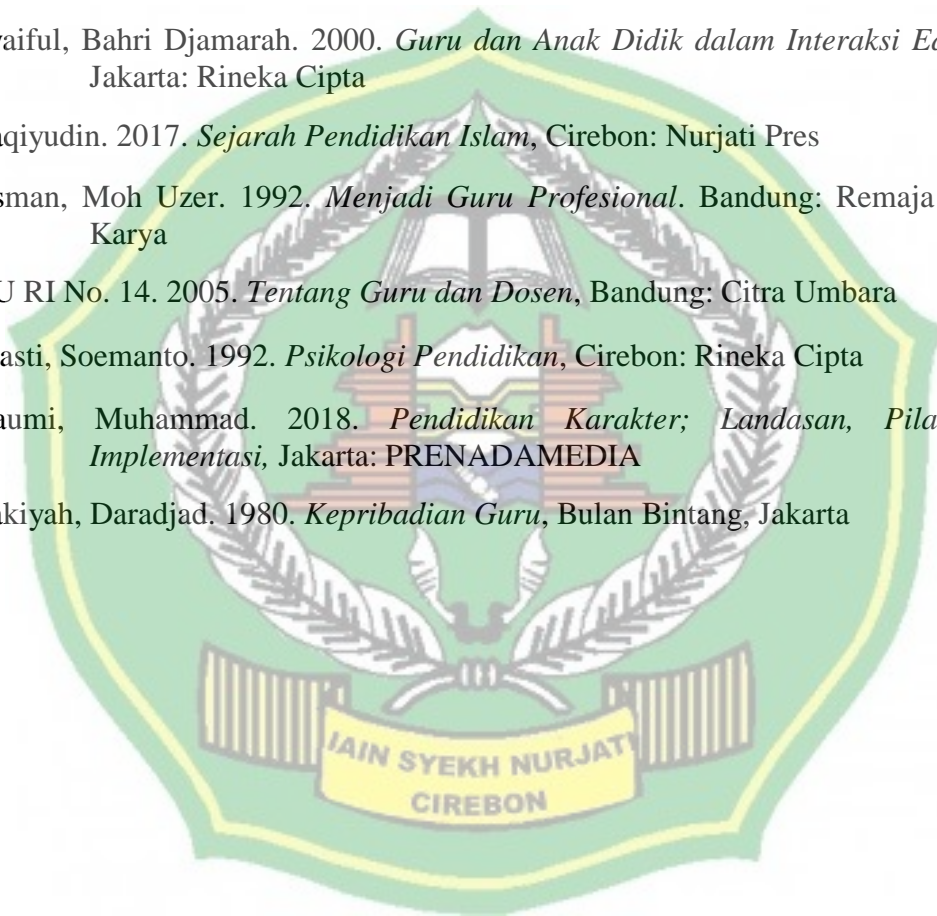 aiful, Bahri Djamarah. 2000. Guru dan Anak Didik dalam Interaksi Ed
Jakarta: Rineka Cipta
aqiyudin. 2017. Sejarah Pendidikan Islam, Cirebon: Nurjati Pres
sman, Moh Uzer. 1992. Menjadi Guru Profesional. Bandung: Remaja
Karya
U RI No. 14. 2005. Tentang Guru dan Dosen, Bandung: Citra Umbara
asti, Soemanto. 1992. Psikologi Pendidikan, Cirebon: Rineka Cipta
aumi, Muhammad. 2018. Pendidikan Karakter; Landasan, Pila
Implementasi, Jakarta: PRENADAMEDIA
akiyah, Daradjad. 1980. Kepribadian Guru, Bulan Bintang, Jakarta
IAIN SYEKH NURJATI
CIREBON